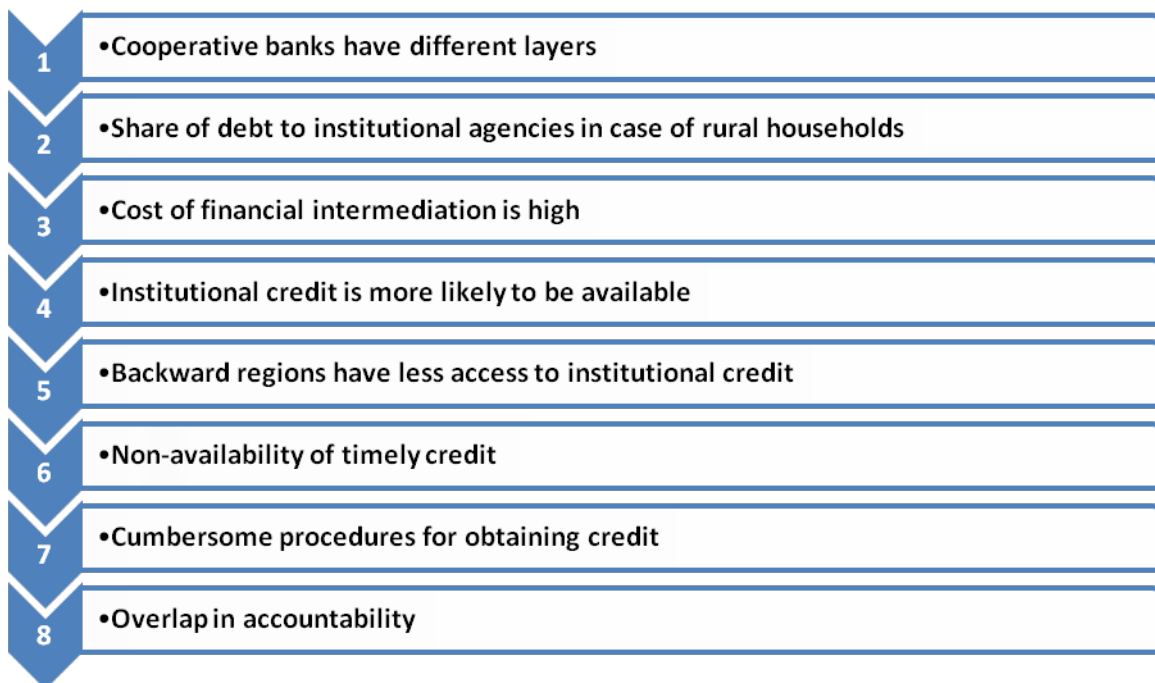 1
•Cooperative banks have different layers
2
•Share of debt to institutional agencies in case of rural households
3
•Cost of financial intermediation is high
4
•Institutional credit is more likely to be available
5
•Backward regions have less access to institutional credit
6
•Non-availability of timely credit
7
•Cumbersome procedures for obtaining credit
8
•Overlap in accountability